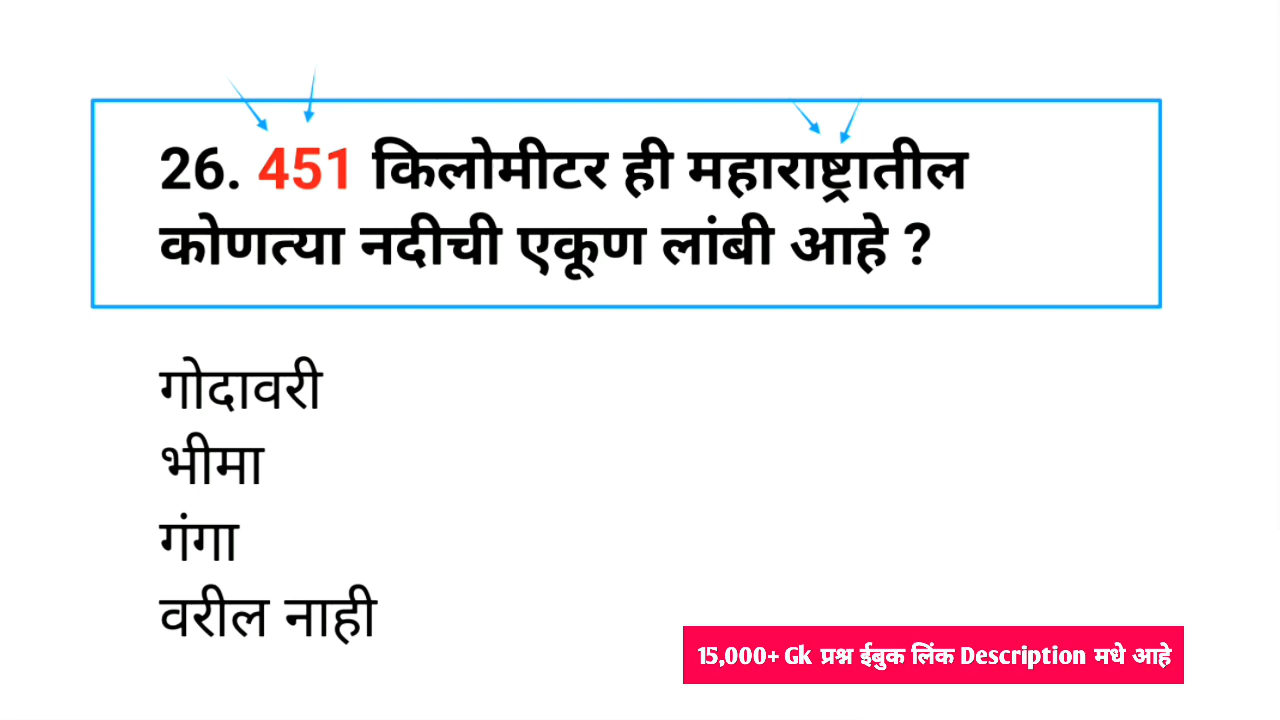 26. 451 किलोमीटर ही महाराष्ट्रातील
कोणत्या नदीची एकूण लांबी आहे ?
गोदावरी
भीमा
गंगा
वरील नाही
15,000+ Gk प्रश्न ईबुक लिंक Description मधे आहे